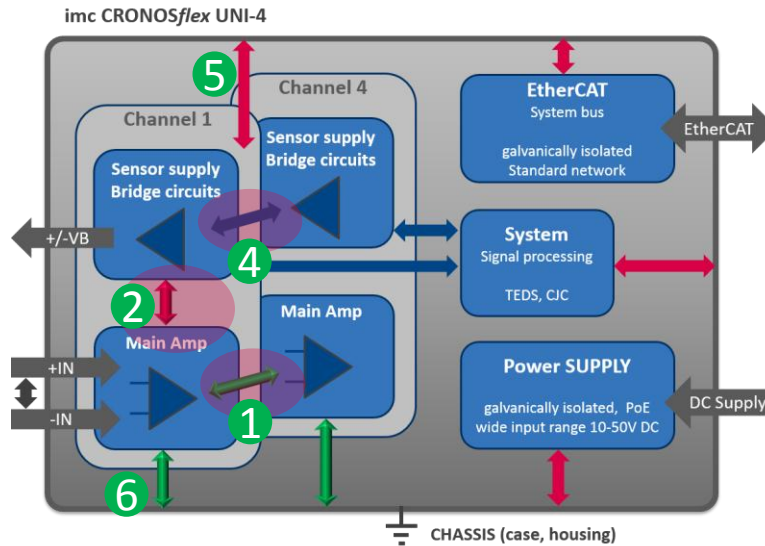 imc CRONOSflex UNI-4
5
Channel 4
Channel 1
Sensor supply
Bridge circuits
Sensor supply
Bridge circuits
EtherCAT
System bus
galvanically isolated
Standard network
EtherCAT
+/-VB
4
System
Signal processing
TEDS, CJC
2
Main Amp
Main Amp
+IN
-IN
1
Power SUPPLY
galvanically isolated, PoE
wide input range 10-50V DC
DC Supply
6
CHASSIS (case, housing)